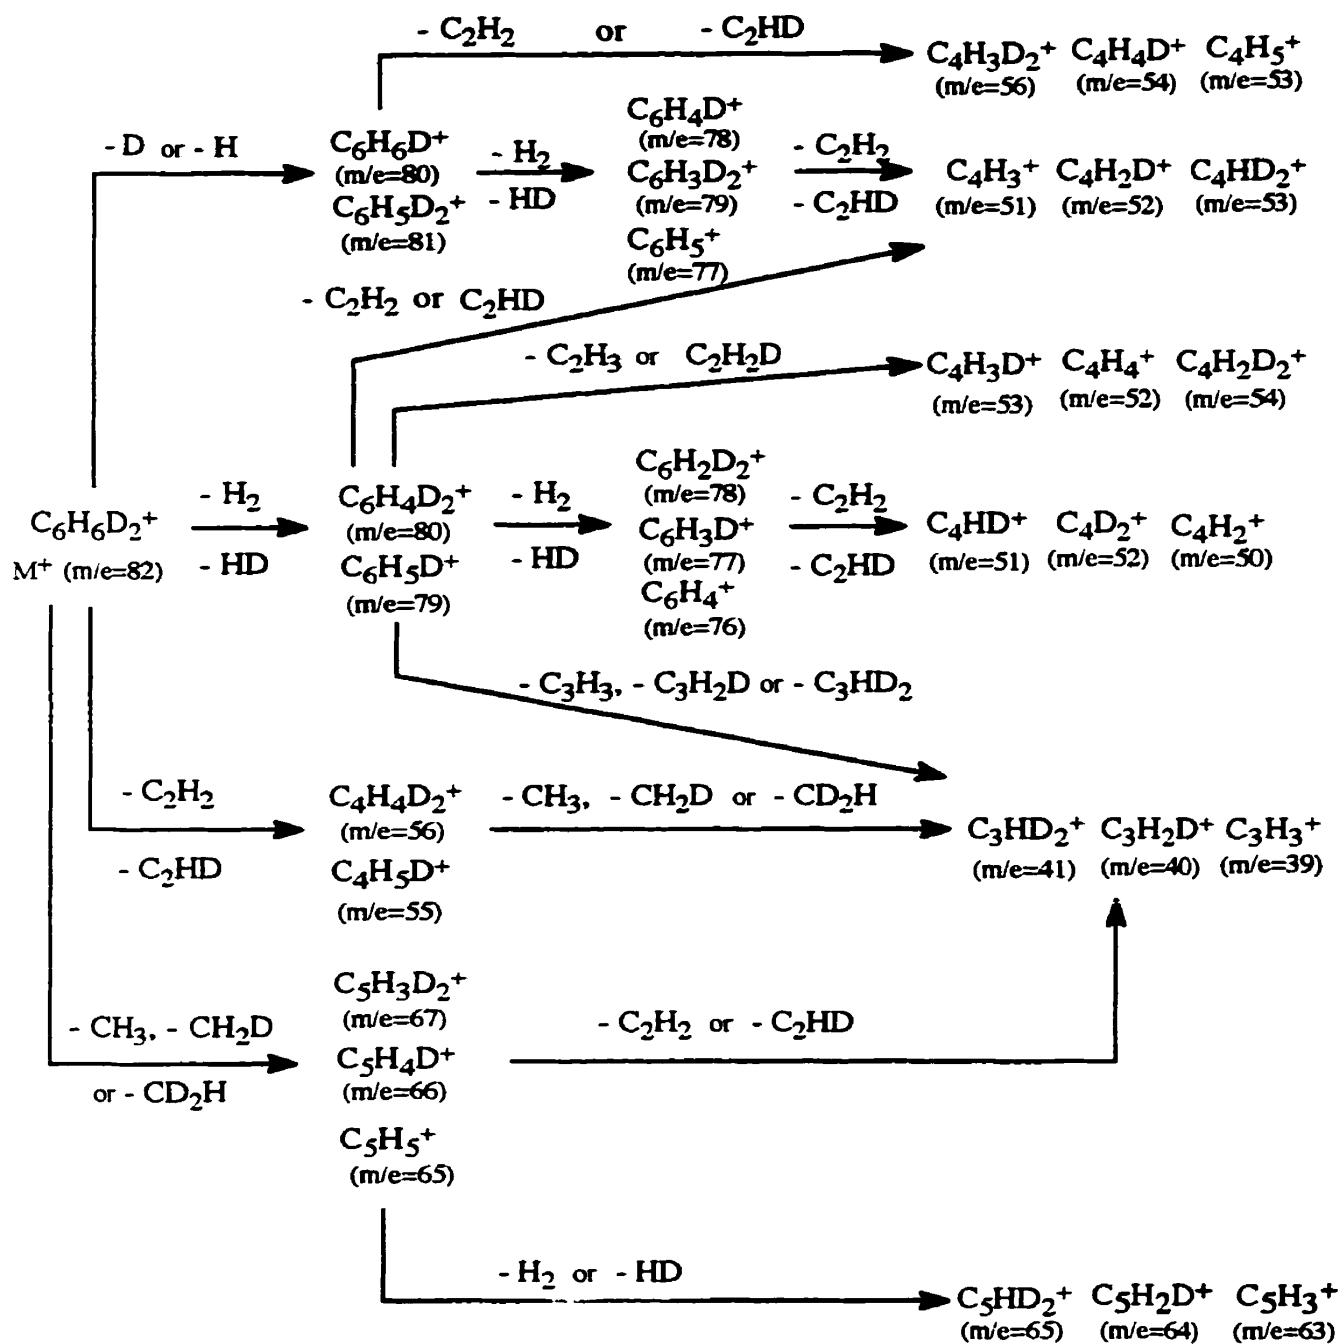 - C₂H₂ or - C₂HD
C₄H₃D₂⁺ C₄H₄D⁺ C₄H₅⁺
(m/e=56) (m/e=54) (m/e=53)
- D or - H
C₆H₆D⁺
(m/e=80)
C₆H₅D₂⁺
(m/e=81)
- H₂
- HD
C₆H₄D⁺
(m/e=78)
C₆H₃D₂⁺
(m/e=79)
C₆H₅⁺
(m/e=77)
- C₂H₂
- C₂HD
C₄H₃⁺ C₄H₂D⁺ C₄HD₂⁺
(m/e=51) (m/e=52) (m/e=53)
- C₂H₂ or C₂HD
- C₂H₃ or C₂H₂D
C₄H₃D⁺ C₄H₄⁺ C₄H₂D₂⁺
(m/e=53) (m/e=52) (m/e=54)
C₆H₆D₂⁺
M⁺ (m/e=82)
- H₂
- HD
C₆H₄D₂⁺
(m/e=80)
C₆H₅D⁺
(m/e=79)
- H₂
- HD
C₆H₂D₂⁺
(m/e=78)
C₆H₃D⁺
(m/e=77)
C₆H₄⁺
(m/e=76)
- C₂H₂
- C₂HD
C₄HD⁺ C₄D₂⁺ C₄H₂⁺
(m/e=51) (m/e=52) (m/e=50)
- C₃H₃, - C₃H₂D or - C₃HD₂
- C₂H₂
- C₂HD
C₄H₄D₂⁺
(m/e=56)
C₄H₅D⁺
(m/e=55)
- CH₃, - CH₂D or - CD₂H
C₃HD₂⁺ C₃H₂D⁺ C₃H₃⁺
(m/e=41) (m/e=40) (m/e=39)
- CH₃, - CH₂D
or - CD₂H
C₅H₃D₂⁺
(m/e=67)
C₅H₄D⁺
(m/e=66)
C₅H₅⁺
(m/e=65)
- C₂H₂ or - C₂HD
- H₂ or - HD
C₅HD₂⁺ C₅H₂D⁺ C₅H₃⁺
(m/e=65) (m/e=64) (m/e=63)